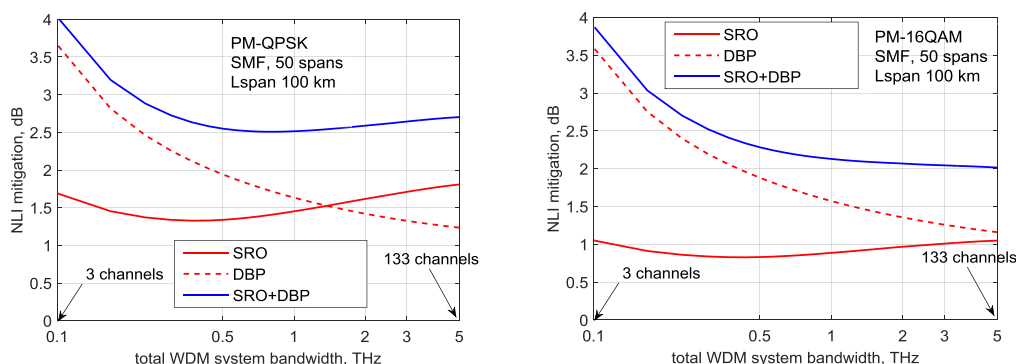 4
3.5
3
2.5
2
1.5
1
0.5
0
NLI mitigation, dB
PM-QPSK
SMF, 50 spans
Lspan 100 km
SRO
DBP
SRO+DBP
3 channels
133 channels
0.1
0.5
1
2
3
5
total WDM system bandwidth, THz
4
3.5
3
2.5
2
1.5
1
0.5
0
NLI mitigation, dB
SRO
DBP
SRO+DBP
PM-16QAM
SMF, 50 spans
Lspan 100 km
3 channels
133 channels
0.1
0.5
1
2
3
5
total WDM system bandwidth, THz